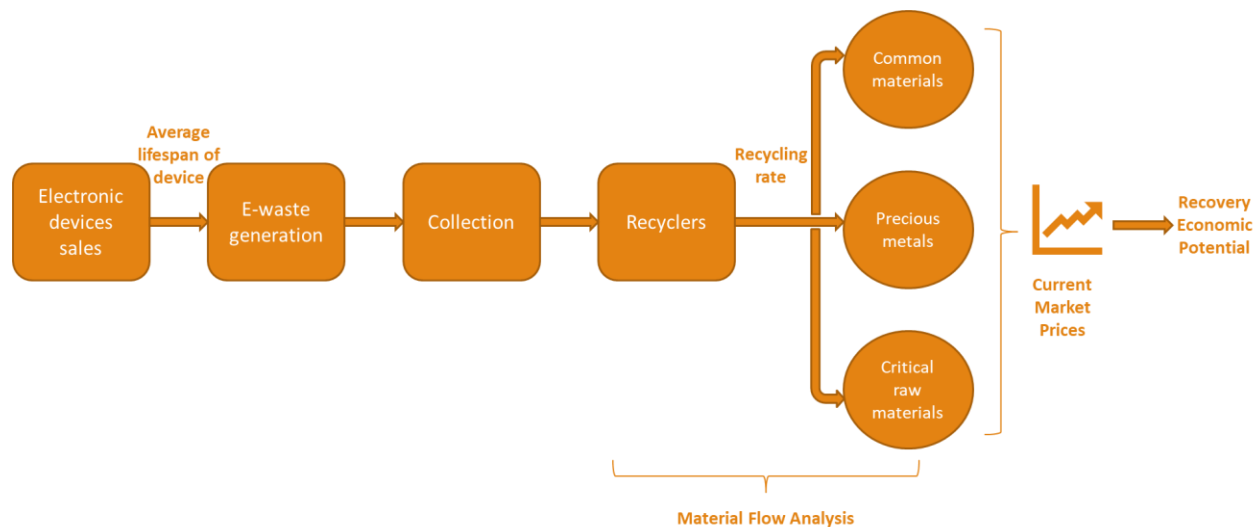 Electronic
devices
sales
Average
lifespan of
device
E-waste
generation
Collection
Recyclers
Recycling
rate
Common
materials
Precious
metals
Critical
raw
materials
Current
Market
Prices
Recovery
Economic
Potential
Material Flow Analysis